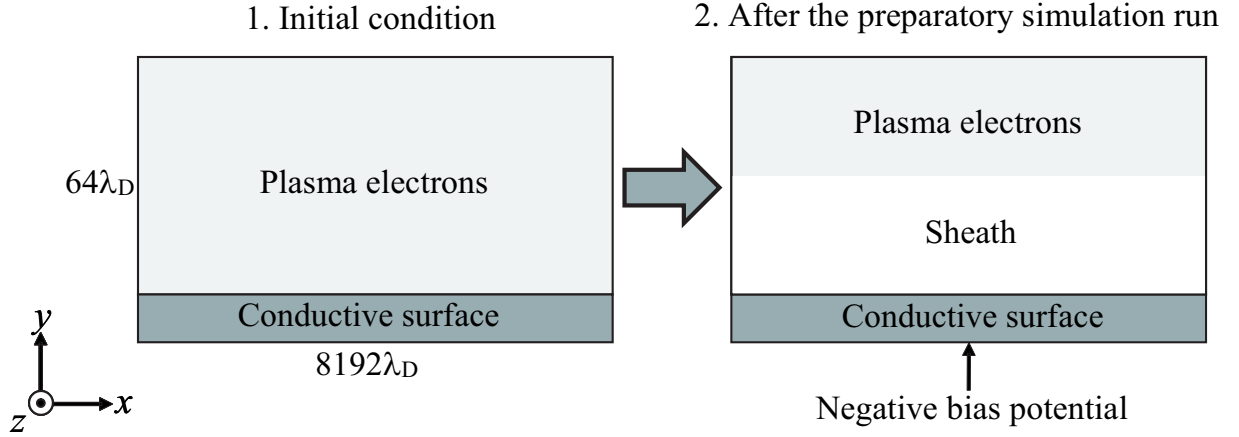 1. Initial condition
2. After the preparatory simulation run
64λD
Plasma electrons
Conductive surface
8192λD
Plasma electrons
Sheath
Conductive surface
Negative bias potential
y
x
z